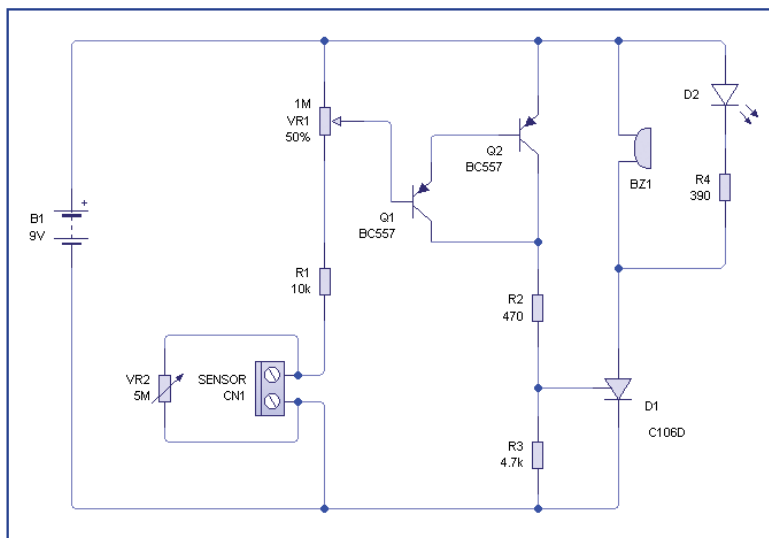 1M
VR1
50%
D2
Q2
BC557
BZ1
R4
390
+
B1
9V
Q1
BC557
R1
10k
R2
470
VR2
5M
SENSOR
CN1
D1
C106D
R3
4.7k